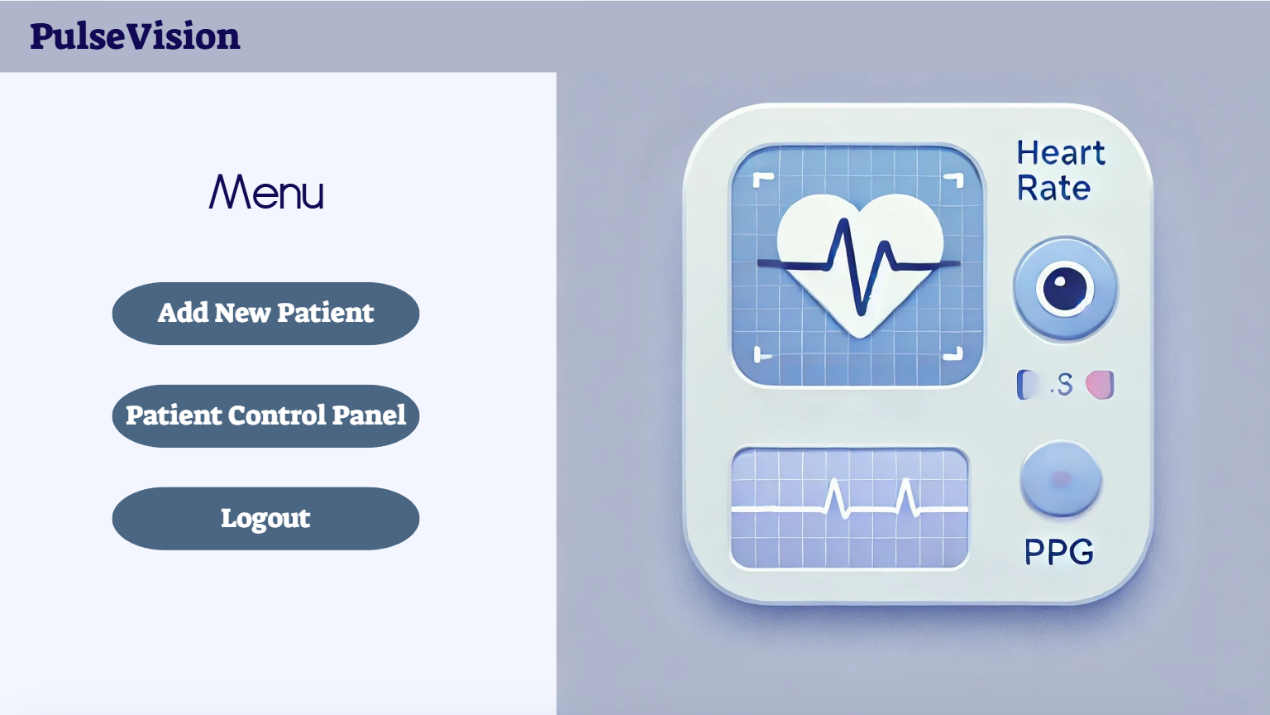 PulseVision
Menu
Add New Patient
Patient Control Panel
Logout
Heart
Rate
.S
PPG